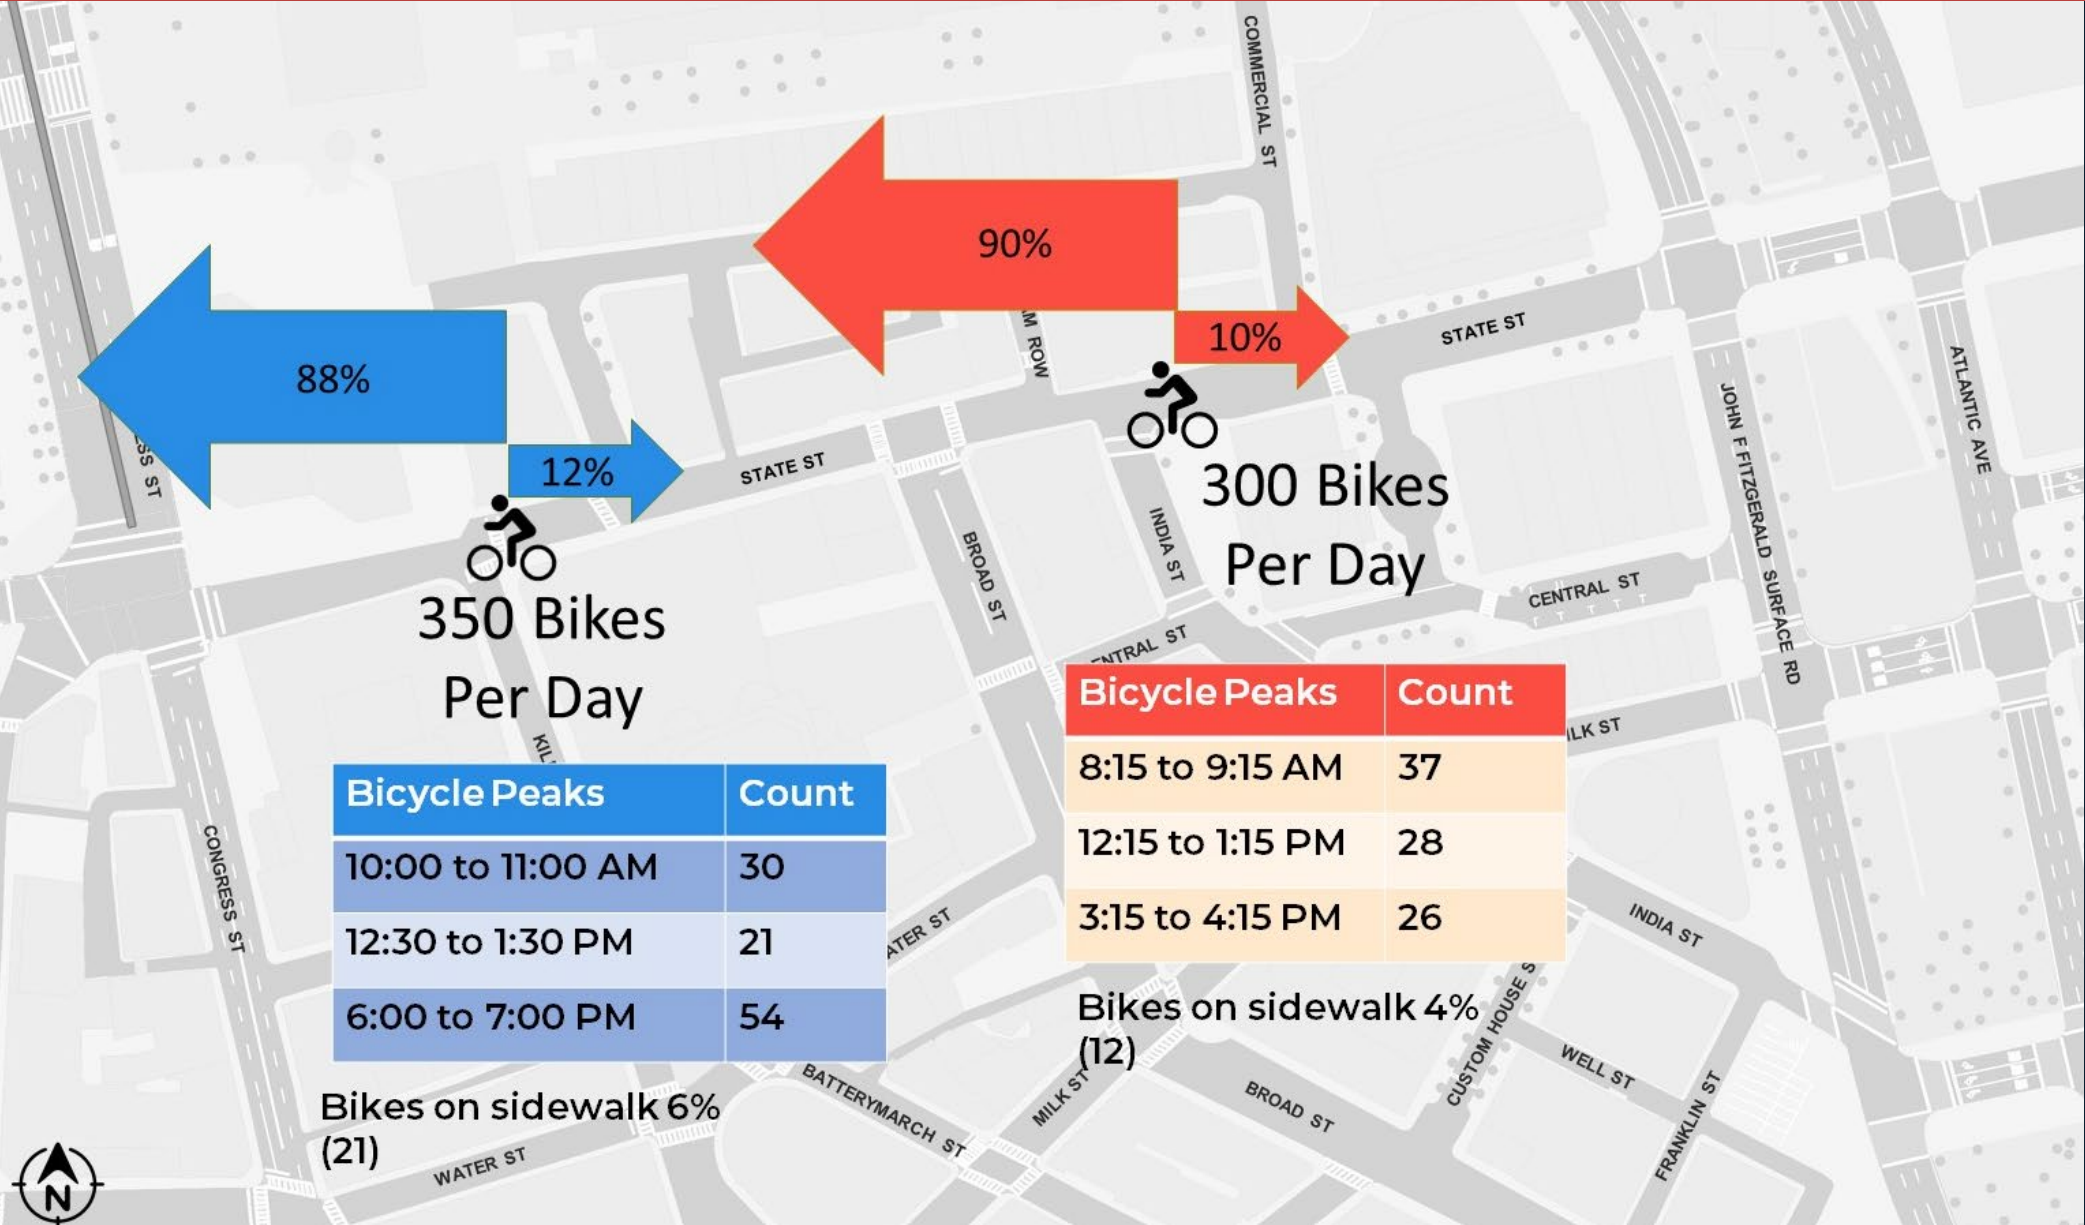 COMMERCIAL ST
90%
10%
STATE ST
88%
ROW
ATLANTIC AVE
12%
STATE ST
JOHN F FITZGERALD SURFACE RD
300 Bikes
Per Day
INDIA ST
BROAD ST
CENTRAL ST
350 Bikes
Per Day
ST
Bicycle Peaks Count
8:15 to 9:15 AM 37
12:15 to 1:15 PM 28
3:15 to 4:15 PM 26
Bikes on sidewalk 4%
(12)
ST
Bicycle Peaks Count
10:00 to 11:00 AM 30
12:30 to 1:30 PM 21
6:00 to 7:00 PM 54
Bikes on sidewalk 6%
(21)
CONGRESS ST
ST
INDIA ST
CUSTOM HOUSE
WELL ST
BATTERYMARCH ST
MILK ST
BROAD ST
FRANKLIN ST
WATER ST
N